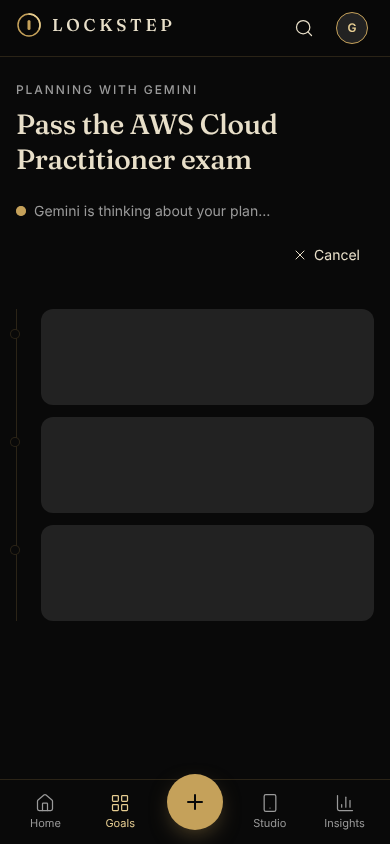 LOCKSTEP
G
PLANNING WITH GEMINI
Pass the AWS Cloud
Practitioner exam
Gemini is thinking about your plan...
Cancel
Home
Goals
Studio
Insights